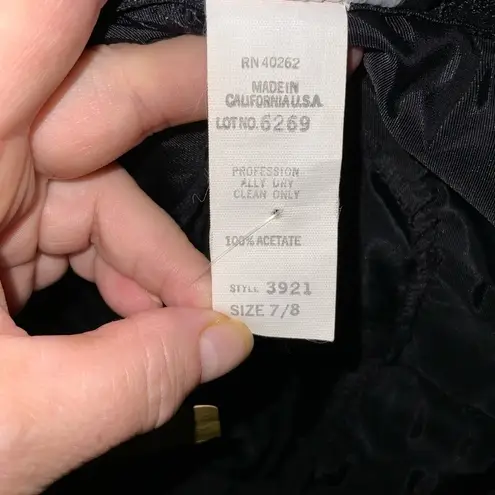 RN 40262
MADE IN
CALIFORNIA U.S.A.
LOT NO. 6269
PROFESSION
ALLY DRY
CLEAN ONLY
100% ACETATE
STYLE 3921
SIZE 7/8